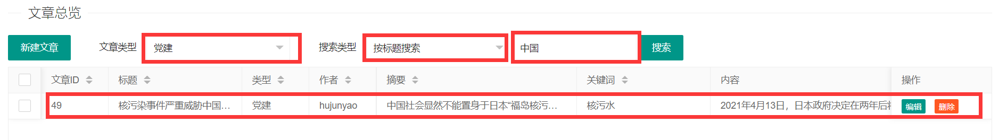 文章总览
新建文章 文章类型 党建 搜索类型 按标题搜索 中国 搜索
文章ID 标题 类型 作者 摘要 关键词 内容 操作
49 核污染事件严重威胁中国... 党建 hujunyao 中国社会显然不能置身于日本“福岛核污... 核污水 2021年4月13日，日本政府决定在两年后将 编辑 删除